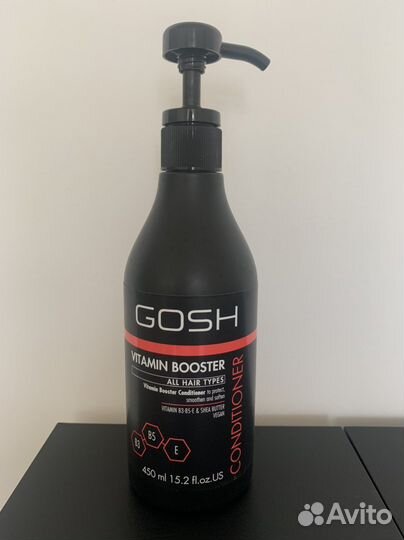 GOSH
VITAMIN BOOSTER
ALL HAIR TYPES
Vitamin Booster Conditioner to protect,
smoothen and soften
VITAMIN B3-B5-E & SHEA BUTTER
VEGAN
B3
B5
E
CONDITIONER
450 ml 15.2 fl.oz.US
Avito